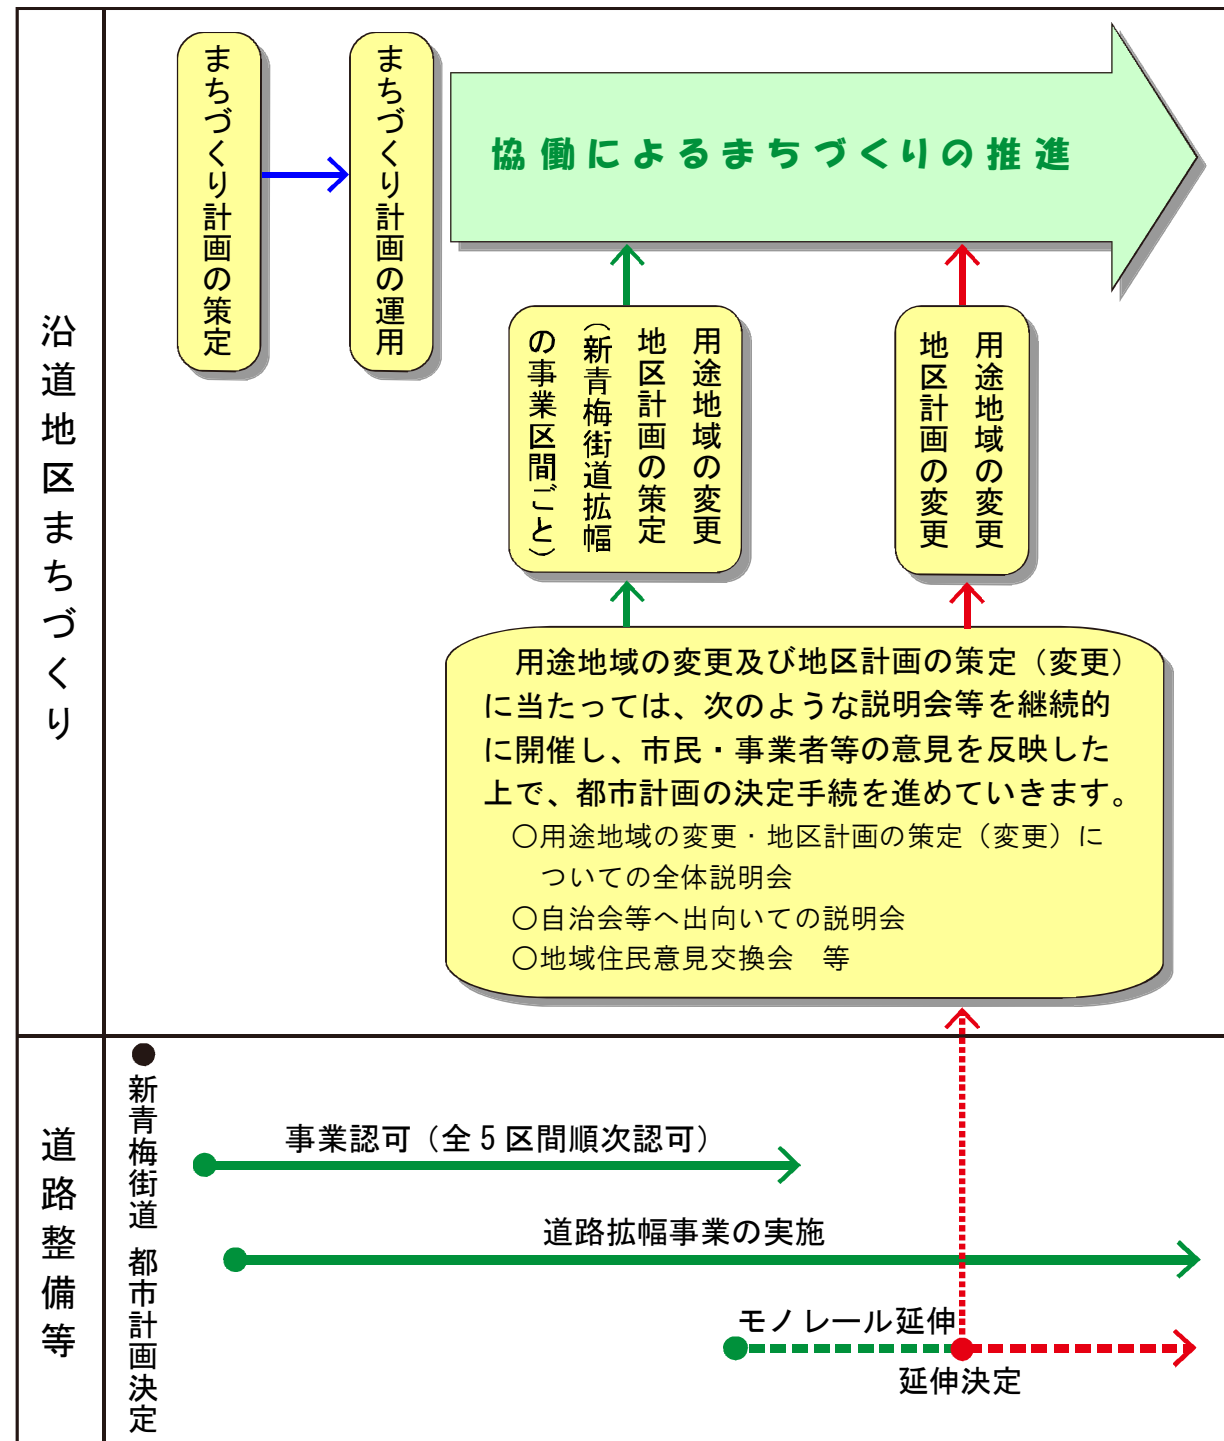 沿道地区まちづくり
まちづくり計画の策定
まちづくり計画の運用
協働によるまちづくりの推進
用途地域の変更
地区計画の策定
(新青梅街道拡幅
の事業区間ごと)
用途地域の変更
地区計画の変更
用途地域の変更及び地区計画の策定（変更）
に当たっては、次のような説明会等を継続的
に開催し、市民・事業者等の意見を反映した
上で、都市計画の決定手続を進めていきます。
○用途地域の変更・地区計画の策定（変更）に
ついての全体説明会
○自治会等へ出向いての説明会
○地域住民意見交換会　等
道路整備等
●新青梅街道 都市計画決定
事業認可（全5区間順次認可）
道路拡幅事業の実施
モノレール延伸
延伸決定